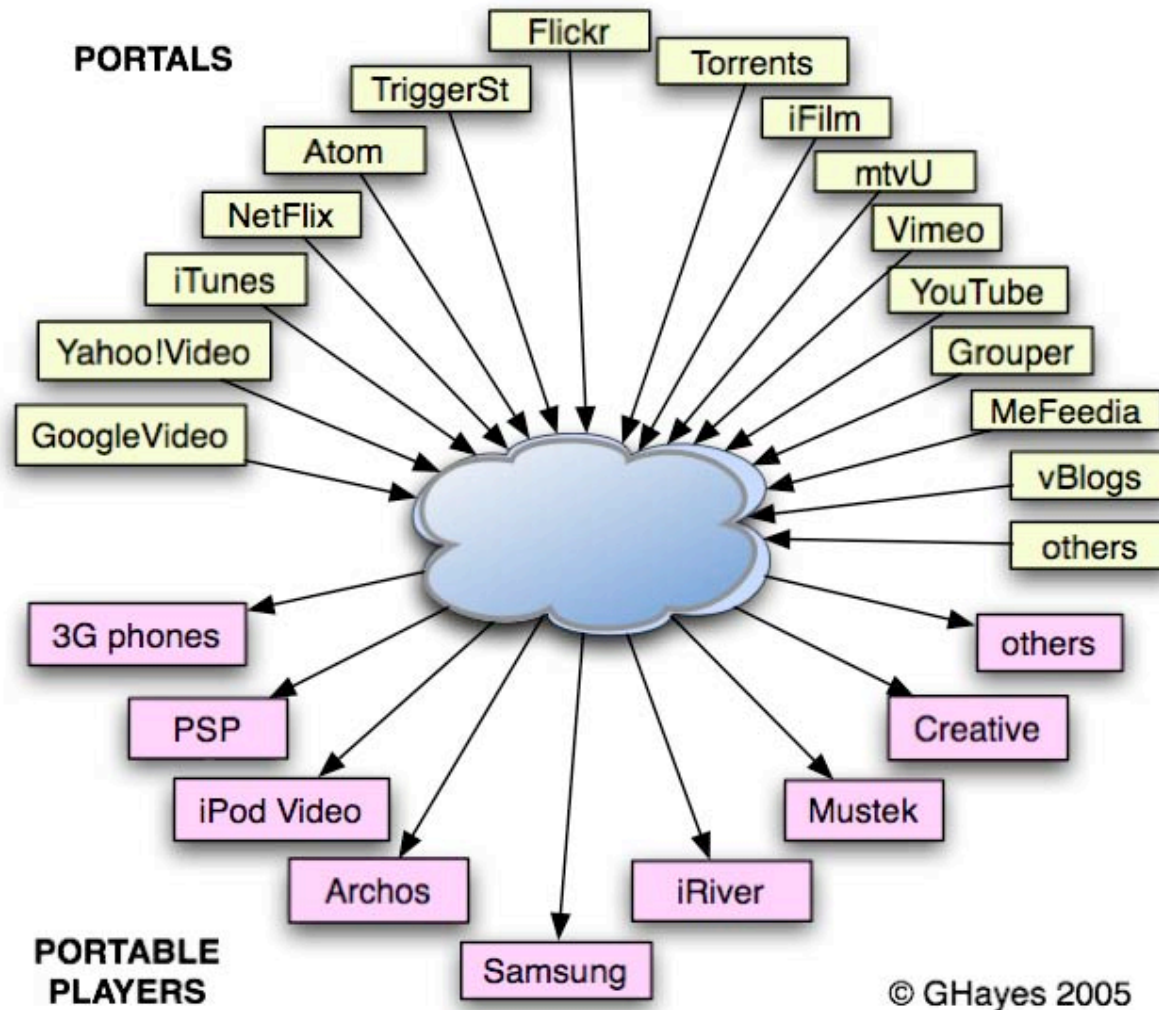 PORTALS
Flickr
Torrents
TriggerSt
iFilm
Atom
mtvU
NetFlix
Vimeo
iTunes
YouTube
Yahoo!Video
Grouper
GoogleVideo
MeFeedia
vBlogs
others
3G phones
others
PSP
Creative
iPod Video
Mustek
Archos
iRiver
Samsung
PORTABLE
PLAYERS
© GHayes 2005